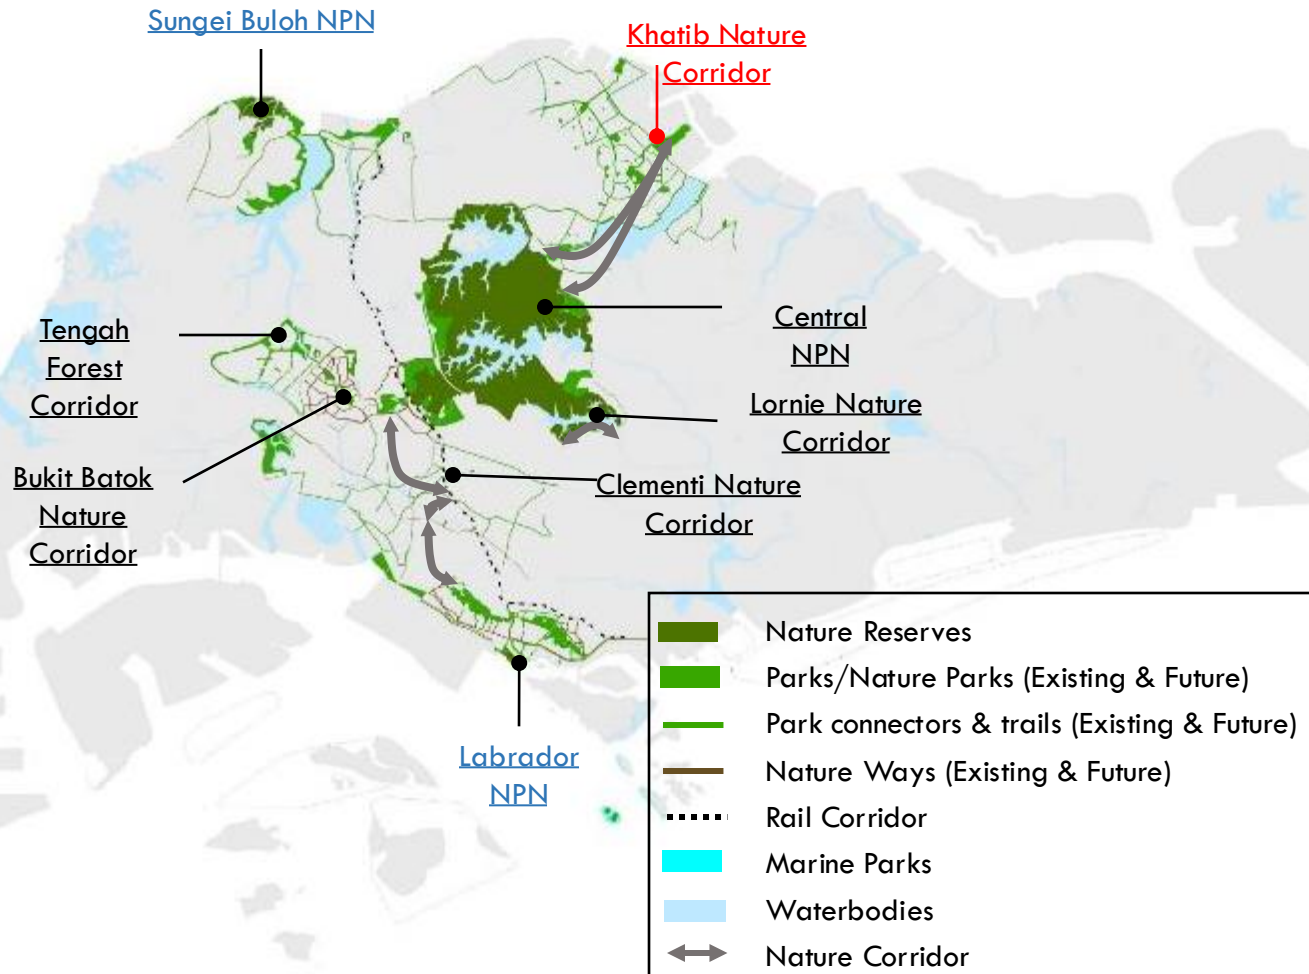 Sungei Buloh NPN
Khatib Nature
Corridor
Tengah
Forest
Corridor
Central
NPN
Lornie Nature
Corridor
Bukit Batok
Nature
Corridor
Clementi Nature
Corridor
Labrador
NPN
Nature Reserves
Parks/Nature Parks (Existing & Future)
Park connectors & trails (Existing & Future)
Nature Ways (Existing & Future)
Rail Corridor
Marine Parks
Waterbodies
Nature Corridor